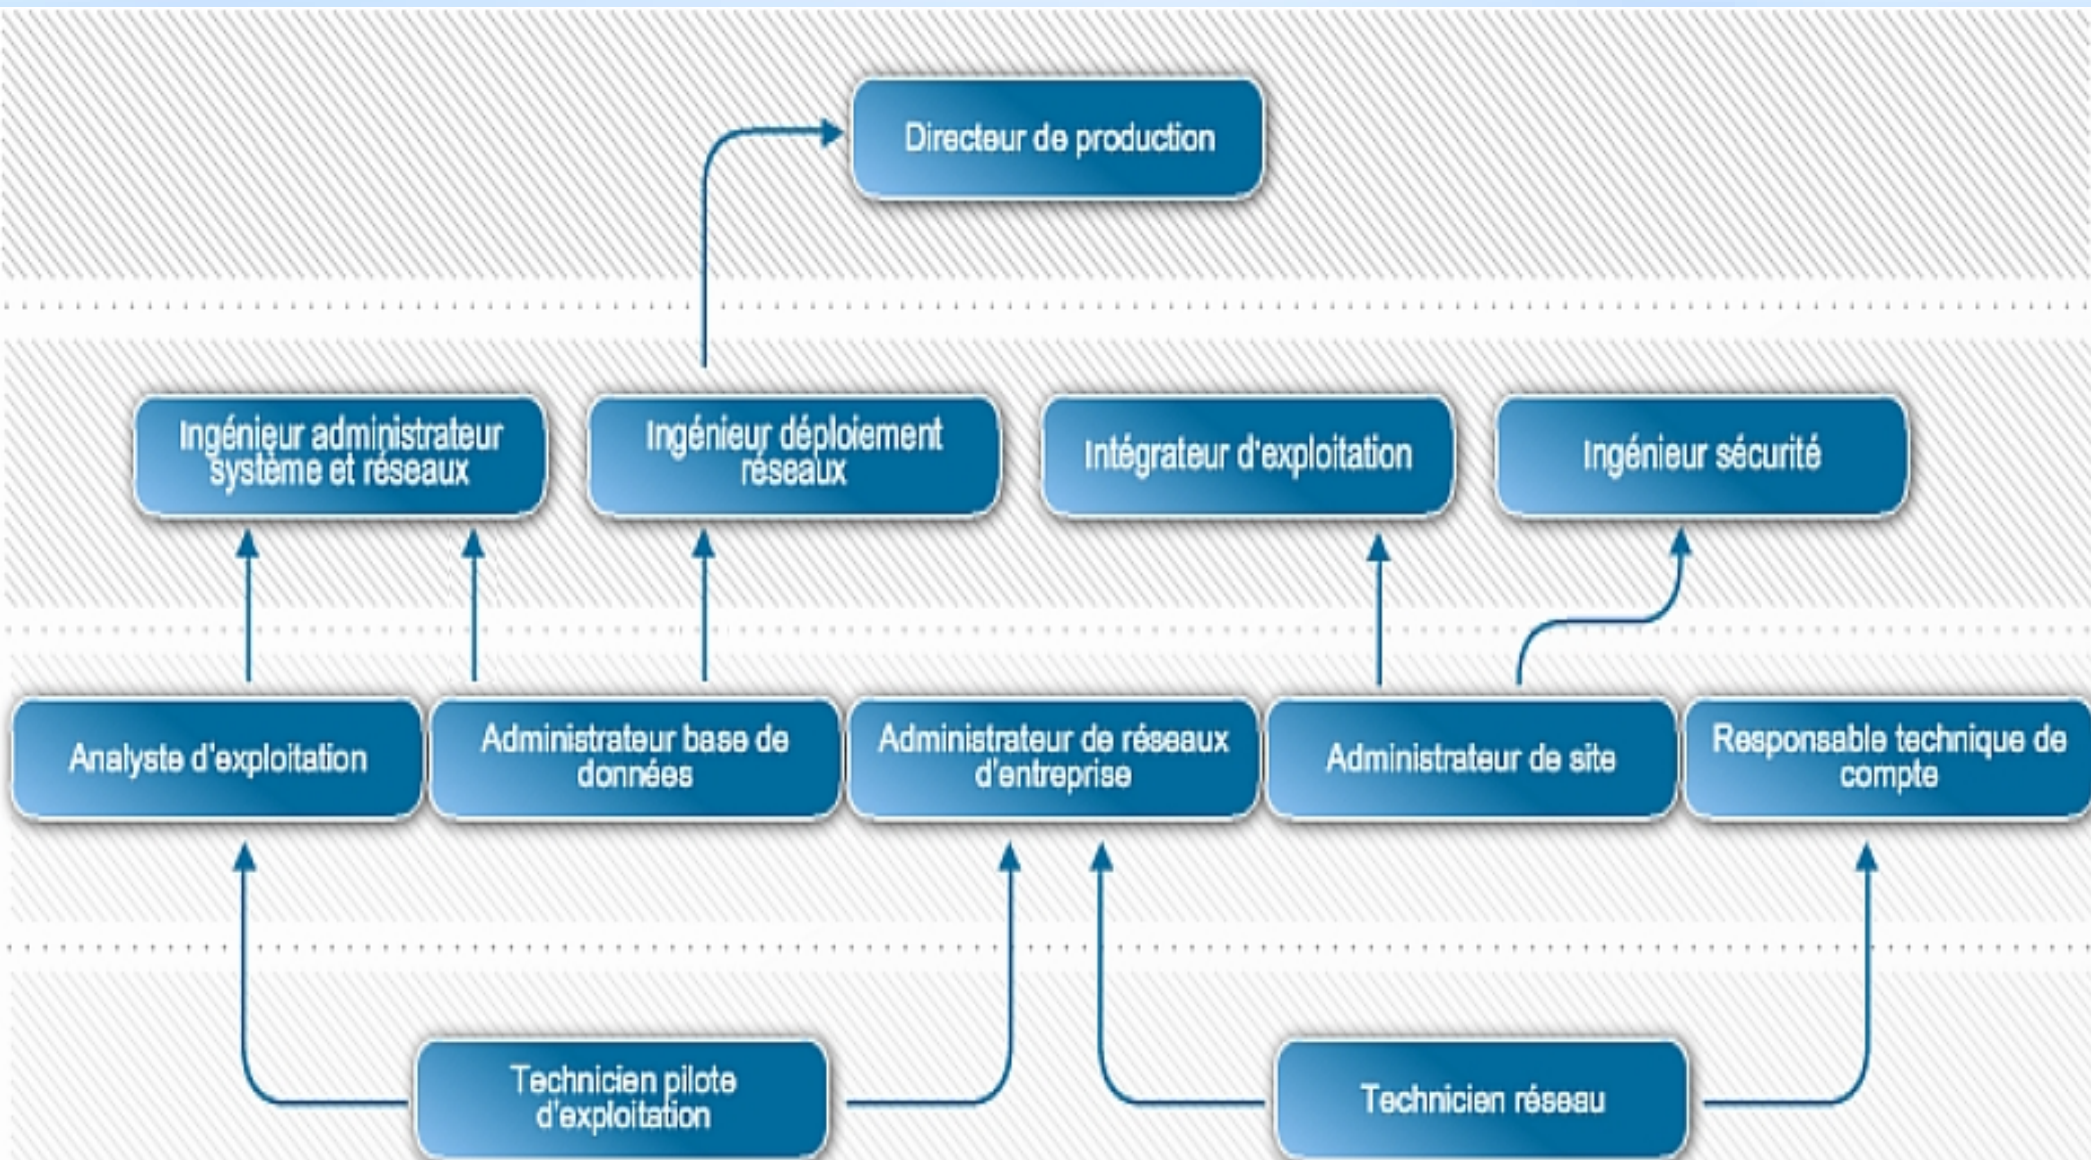 Directeur de production
Ingénieur administrateur
système et réseaux
Ingénieur déploiement
réseaux
Intégrateur d'exploitation
Ingénieur sécurité
Analyste d'exploitation
Administrateur base de
données
Administrateur de réseaux
d'entreprise
Administrateur de site
Responsable technique de
compte
Technicien pilote
d'exploitation
Technicien réseau